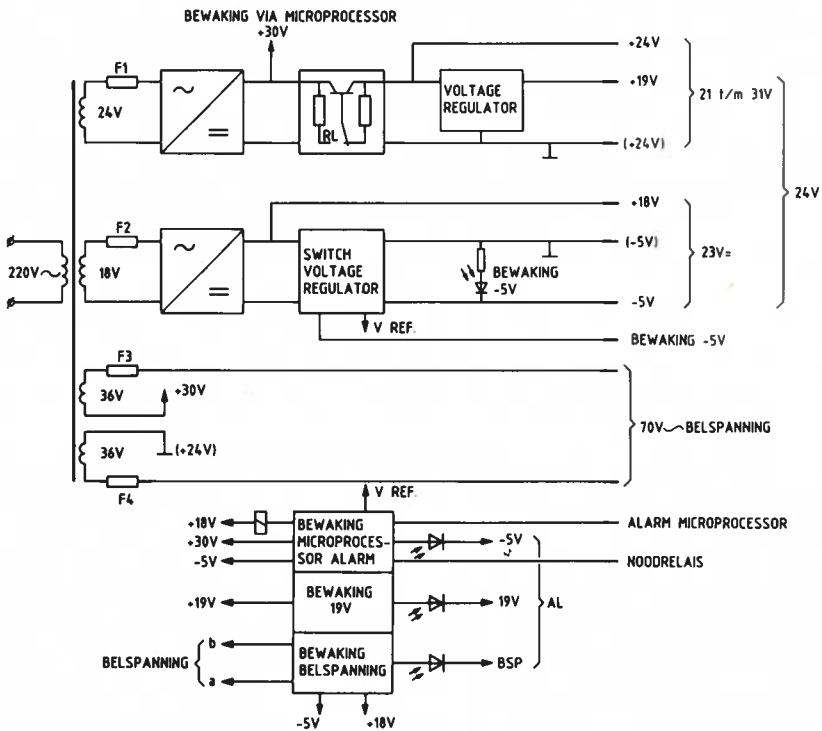 BEWAKING VIA MICROPROCESSOR
+30V
F1
24V
RL
VOLTAGE
REGULATOR
+24V
+19V
(+24V)
21 t/m 31V
24V
220V
F2
18V
SWITCH
VOLTAGE
REGULATOR
V REF.
BEWAKING
-5V
+18V
(-5V)
-5V
23V=
BEWAKING -5V
F3
36V
+30V
36V
(+24V)
F4
70V BELSPANNING
V REF.
+18V
+30V
-5V
BEWAKING
MICROPROCES-
SOR ALARM
ALARM MICROPROCESSOR
-5V
NOODRELAIS
+19V
BEWAKING
19V
19V
AL
BELSPANNING
b
a
BEWAKING
BELSPANNING
BSP
-5V
+18V